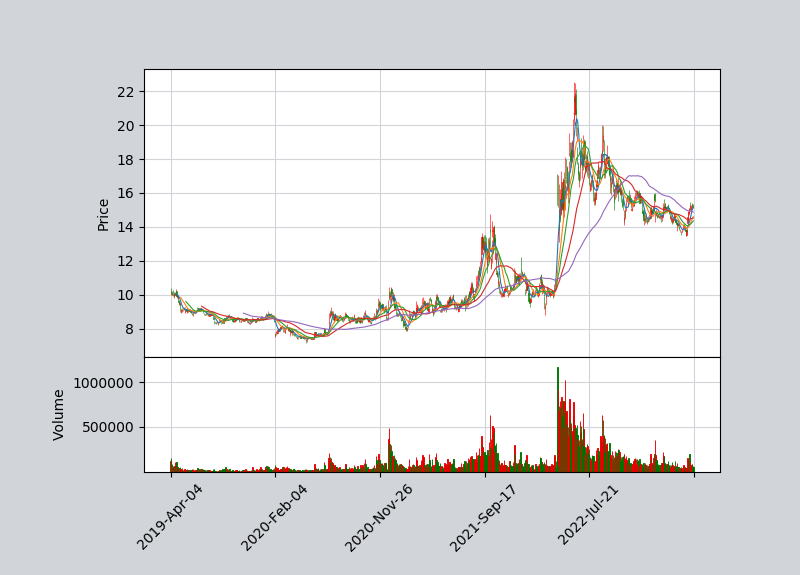 22
20
18
16
14
12
10
8
Price
1000000
500000
Volume
2019-Apr-04
2020-Feb-04
2020-Nov-26
2021-Sep-17
2022-Jul-21